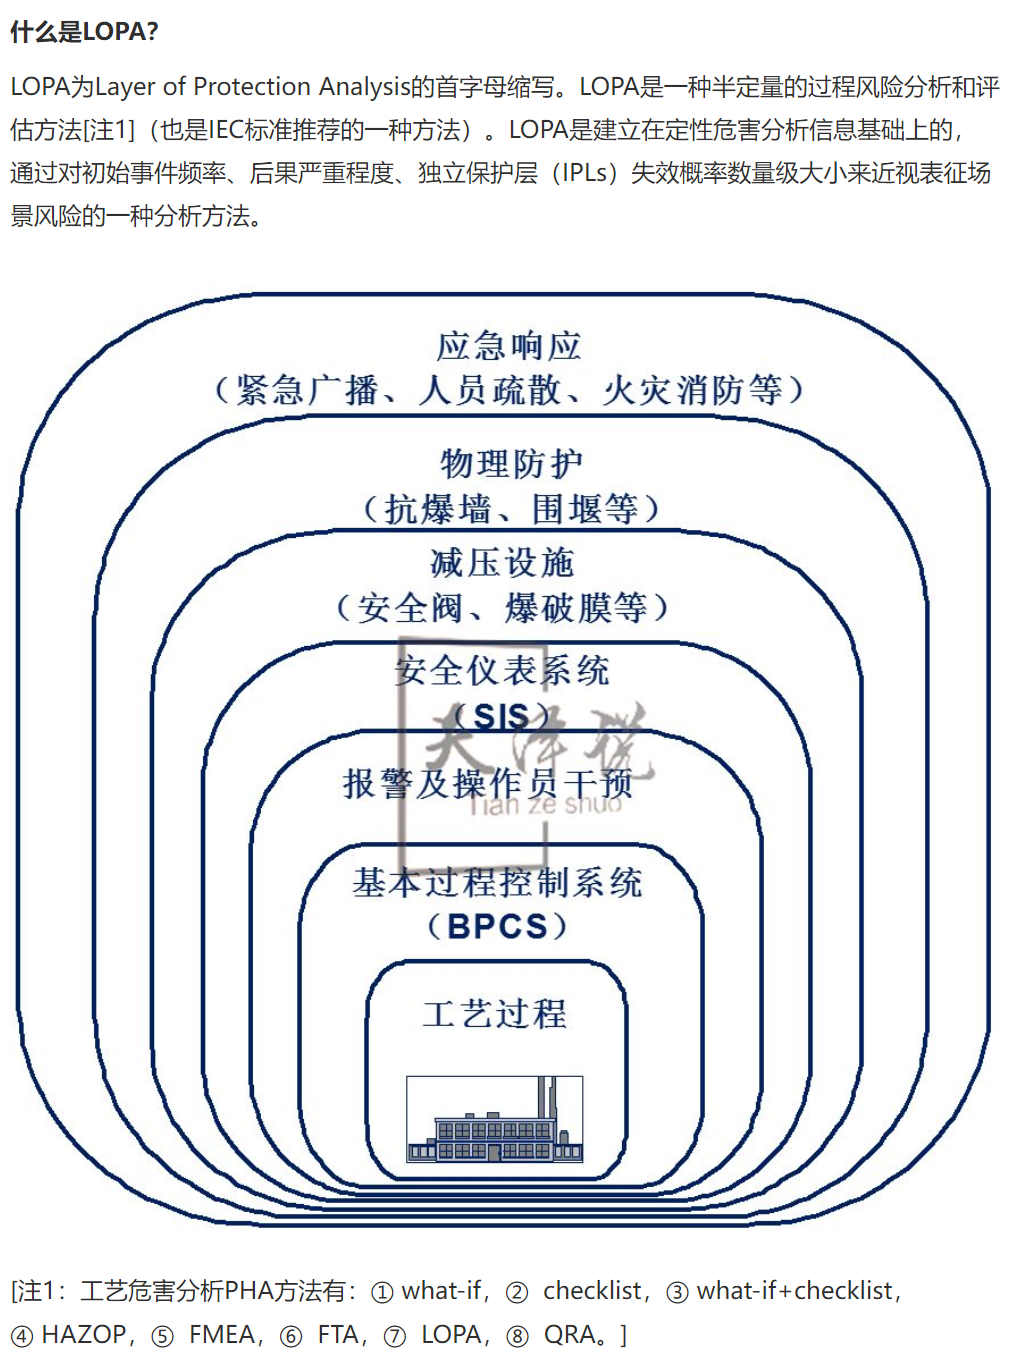 什么是LOPA？
LOPA为Layer of Protection Analysis的首字母缩写。LOPA是一种半定量的过程风险分析和评
估方法[注1]（也是IEC标准推荐的一种方法）。LOPA是建立在定性危害分析信息基础上的，
通过对初始事件频率、后果严重程度、独立保护层（IPLs）失效概率数量级大小来近视表征场
景风险的一种分析方法。
应急响应
（紧急广播、人员疏散、火灾消防等）
物理防护
（抗爆墙、围堰等）
减压设施
（安全阀、爆破膜等）
安全仪表系统
（SIS）
天泽说
报警及操作员干预
Tian ze shuo
基本过程控制系统
（BPCS）
工艺过程
[注1：工艺危害分析PHA方法有：① what-if，② checklist，③ what-if+checklist，
④ HAZOP，⑤ FMEA，⑥ FTA，⑦ LOPA，⑧ QRA。]